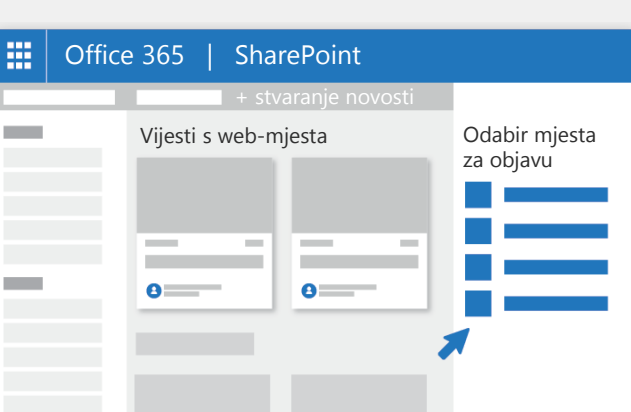 Office 365 | SharePoint
+ stvaranje novosti
Vijesti s web-mjesta
Odabir mjesta
za objavu